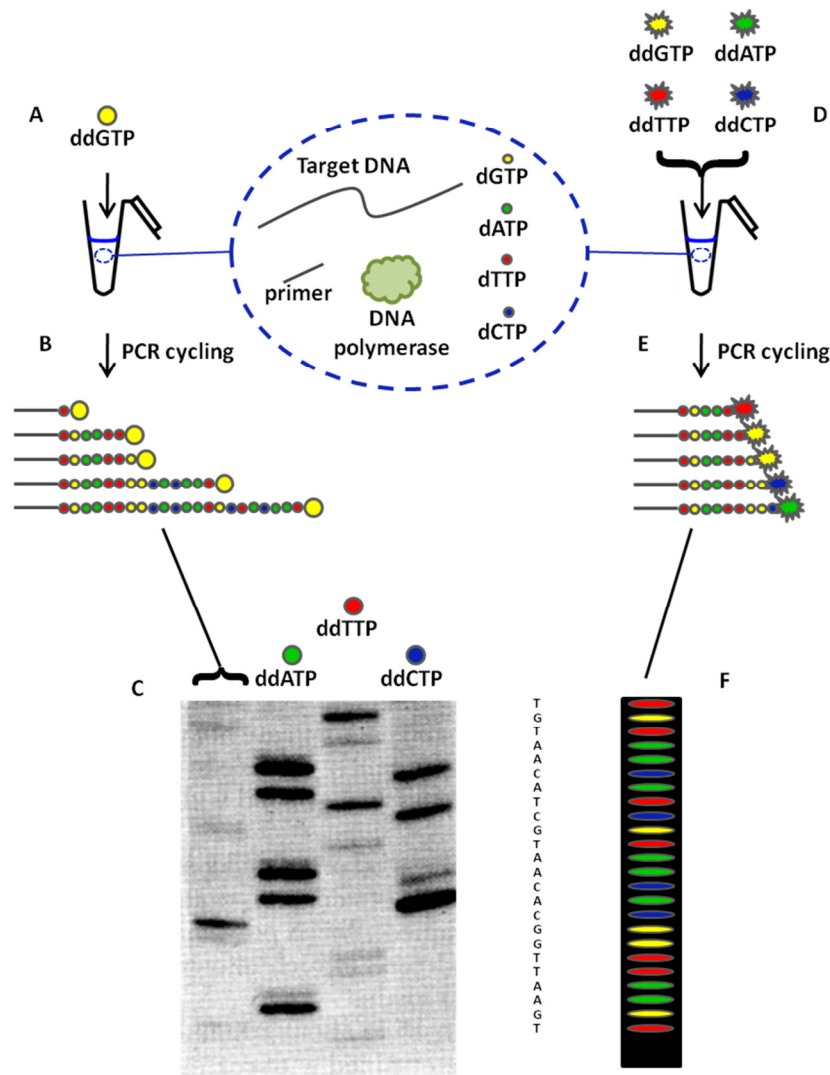 ddGTP
ddATP
A
ddGTP
ddTTP
ddCTP
D
Target DNA
dGTP
dATP
dTTP
primer
DNA
polymerase
dCTP
B
PCR cycling
E
PCR cycling
ddTTP
ddATP
ddCTP
C
F
T
G
T
A
A
C
A
T
C
G
T
A
A
C
A
C
G
G
T
T
A
A
G
T